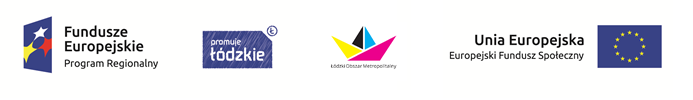 Fundusze
Europejskie
Program Regionalny
promuje
Łódzkie
Łódzki Obszar Metropolitalny
Unia Europejska
Europejski Fundusz Społeczny